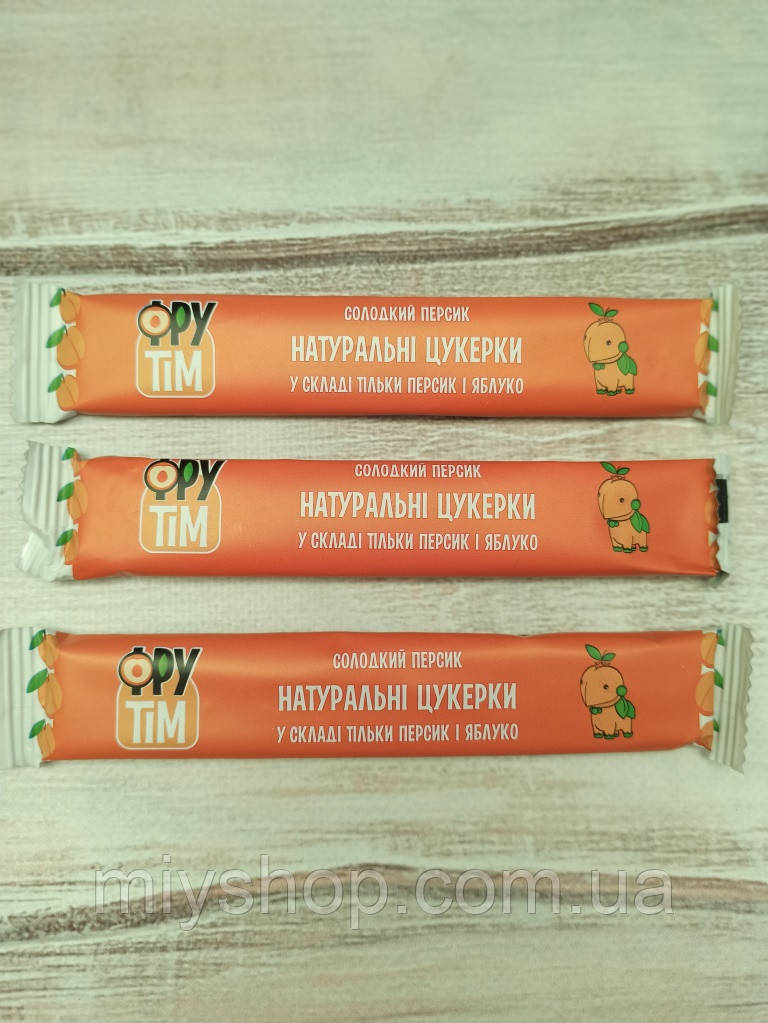 ФРУ
ТІМ
СОЛОДКИЙ ПЕРСИК
НАТУРАЛЬНІ ЦУКЕРКИ
У СКЛАДІ ТІЛЬКИ ПЕРСИК І ЯБЛУКО
ФРУ
ТІМ
СОЛОДКИЙ ПЕРСИК
НАТУРАЛЬНІ ЦУКЕРКИ
У СКЛАДІ ТІЛЬКИ ПЕРСИК І ЯБЛУКО
ФРУ
ТІМ
СОЛОДКИЙ ПЕРСИК
НАТУРАЛЬНІ ЦУКЕРКИ
У СКЛАДІ ТІЛЬКИ ПЕРСИК І ЯБЛУКО
miyshop.com.ua